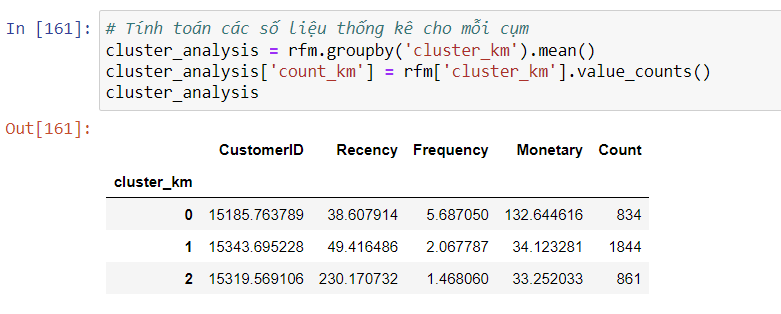 In [161]: # Tính toán các số liệu thống kê cho mỗi cụm
cluster_analysis = rfm.groupby('cluster_km').mean()
cluster_analysis['count_km'] = rfm['cluster_km'].value_counts()
cluster_analysis
Out[161]:
CustomerID Recency Frequency Monetary Count
cluster_km
0 15185.763789 38.607914 5.687050 132.644616 834
1 15343.695228 49.416486 2.067787 34.123281 1844
2 15319.569106 230.170732 1.468060 33.252033 861